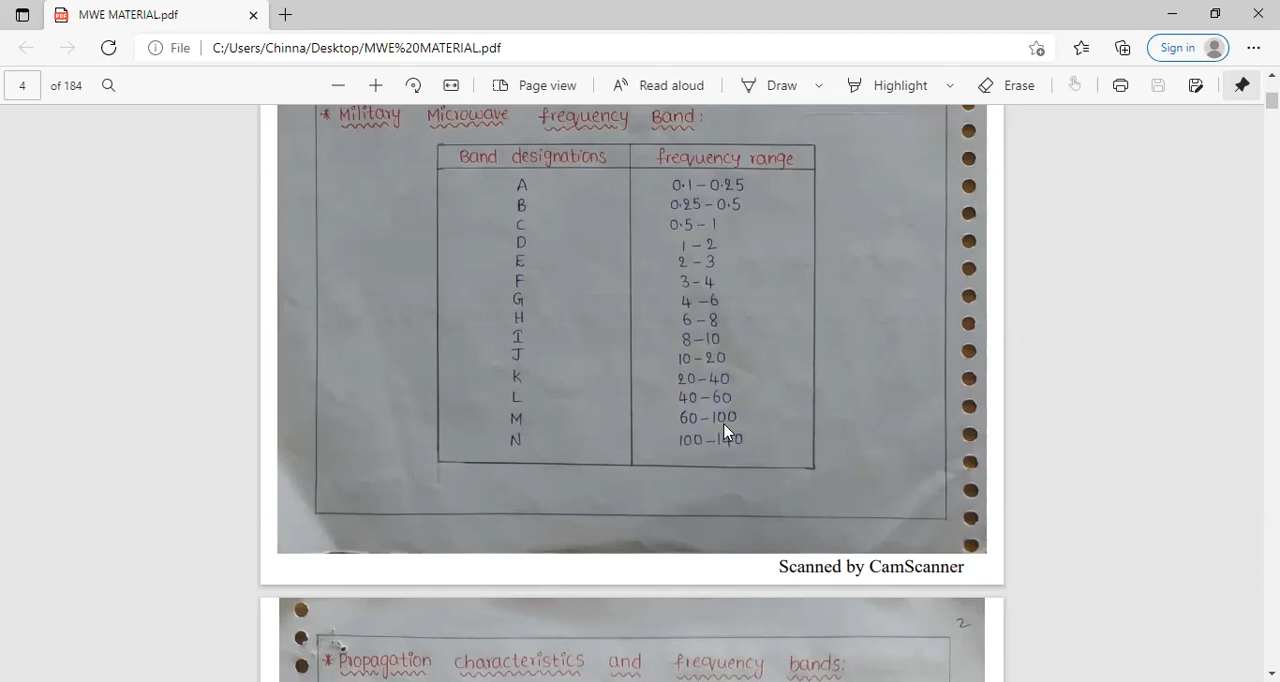 MWE MATERIAL.pdf
File C:/Users/Chinna/Desktop/MWE%20MATERIAL.pdf Sign in
4 of 184 Page view Read aloud Draw Highlight Erase
* Military Microwave frequency Band:
Band designations frequency range
A 0.1 – 0.25
B 0.25 – 0.5
C 0.5 – 1
D 1 – 2
E 2 – 3
F 3 – 4
G 4 – 6
H 6 – 8
I 8 – 10
J 10 – 20
K 20 – 40
L 40 – 60
M 60 – 100
N 100 – 140
Scanned by CamScanner
2
* Propagation characteristics and frequency bands: